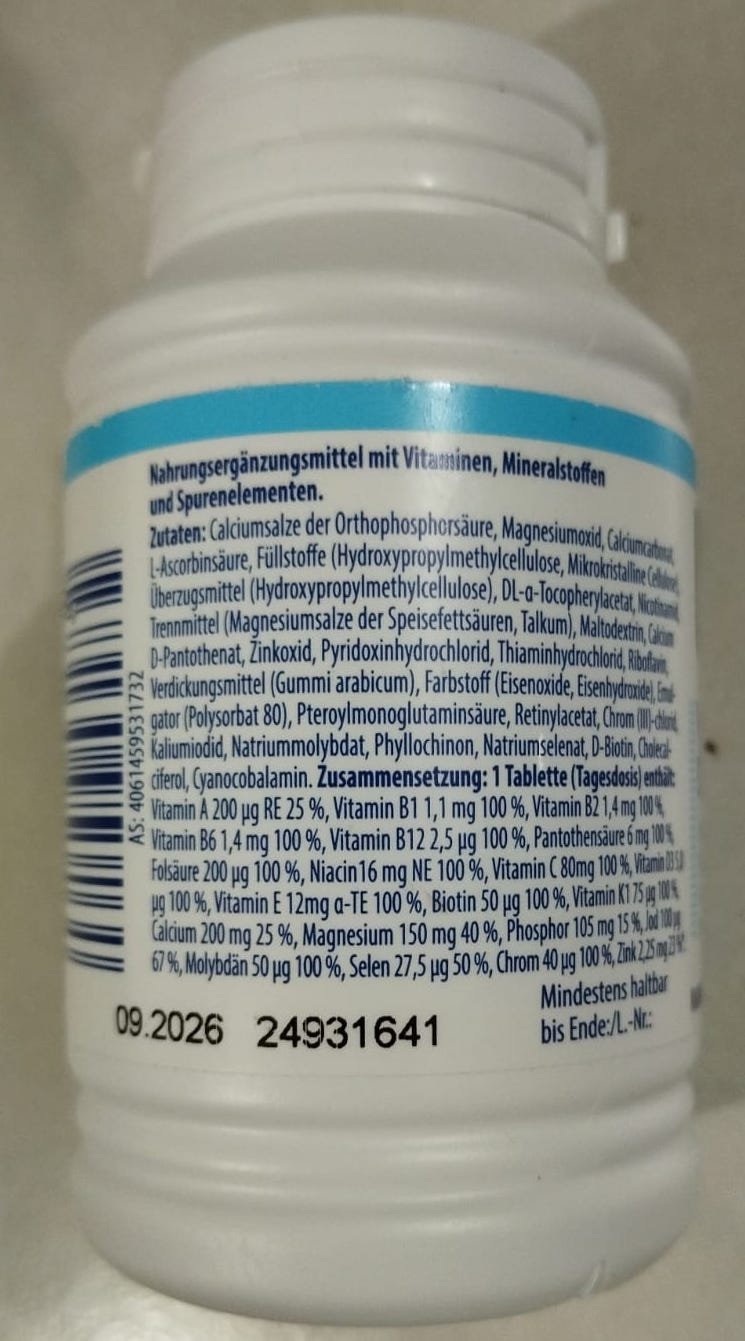 Nahrungsergänzungsmittel mit Vitaminen, Mineralstoffen
und Spurenelementen.
Zutaten: Calciumsalze der Orthophosphorsäure, Magnesiumoxid, Calciumcarbonat,
L-Ascorbinsäure, Füllstoffe (Hydroxypropylmethylcellulose, Mikrokristalline Cellulose),
Überzugsmittel (Hydroxypropylmethylcellulose), DL-α-Tocopherylacetat, Nicotinamid,
Trennmittel (Magnesiumsalze der Speisefettsäuren, Talkum), Maltodextrin, Calcium
D-Pantothenat, Zinkoxid, Pyridoxinhydrochlorid, Thiaminhydrochlorid, Riboflavin,
Verdickungsmittel (Gummi arabicum), Farbstoff (Eisenoxide, Eisenhydroxide), Emul-
gator (Polysorbat 80), Pteroylmonoglutaminsäure, Retinylacetat, Chrom (III)-chlorid,
Kaliumiodid, Natriummolybdat, Phyllochinon, Natriumselenat, D-Biotin, Cholecal-
ciferol, Cyanocobalamin. Zusammensetzung: 1 Tablette (Tagesdosis) enthält:
Vitamin A 200 µg RE 25 %, Vitamin B1 1,1 mg 100 %, Vitamin B2 1,4 mg 100 %,
Vitamin B6 1,4 mg 100 %, Vitamin B12 2,5 µg 100 %, Pantothensäure 6 mg 100 %,
Folsäure 200 µg 100 %, Niacin16 mg NE 100 %, Vitamin C 80mg 100 %, Vitamin D3 5,0
µg 100 %, Vitamin E 12mg α-TE 100 %, Biotin 50 µg 100 %, Vitamin K1 75 µg 100 %,
Calcium 200 mg 25 %, Magnesium 150 mg 40 %, Phosphor 105 mg 15 %, Jod 100 µg
67 %, Molybdän 50 µg 100 %, Selen 27,5 µg 50 %, Chrom 40 µg 100 %, Zink 2,25 mg
Mindestens haltbar
bis Ende:/L.-Nr.:
09.2026 24931641
AS: 4061459531732